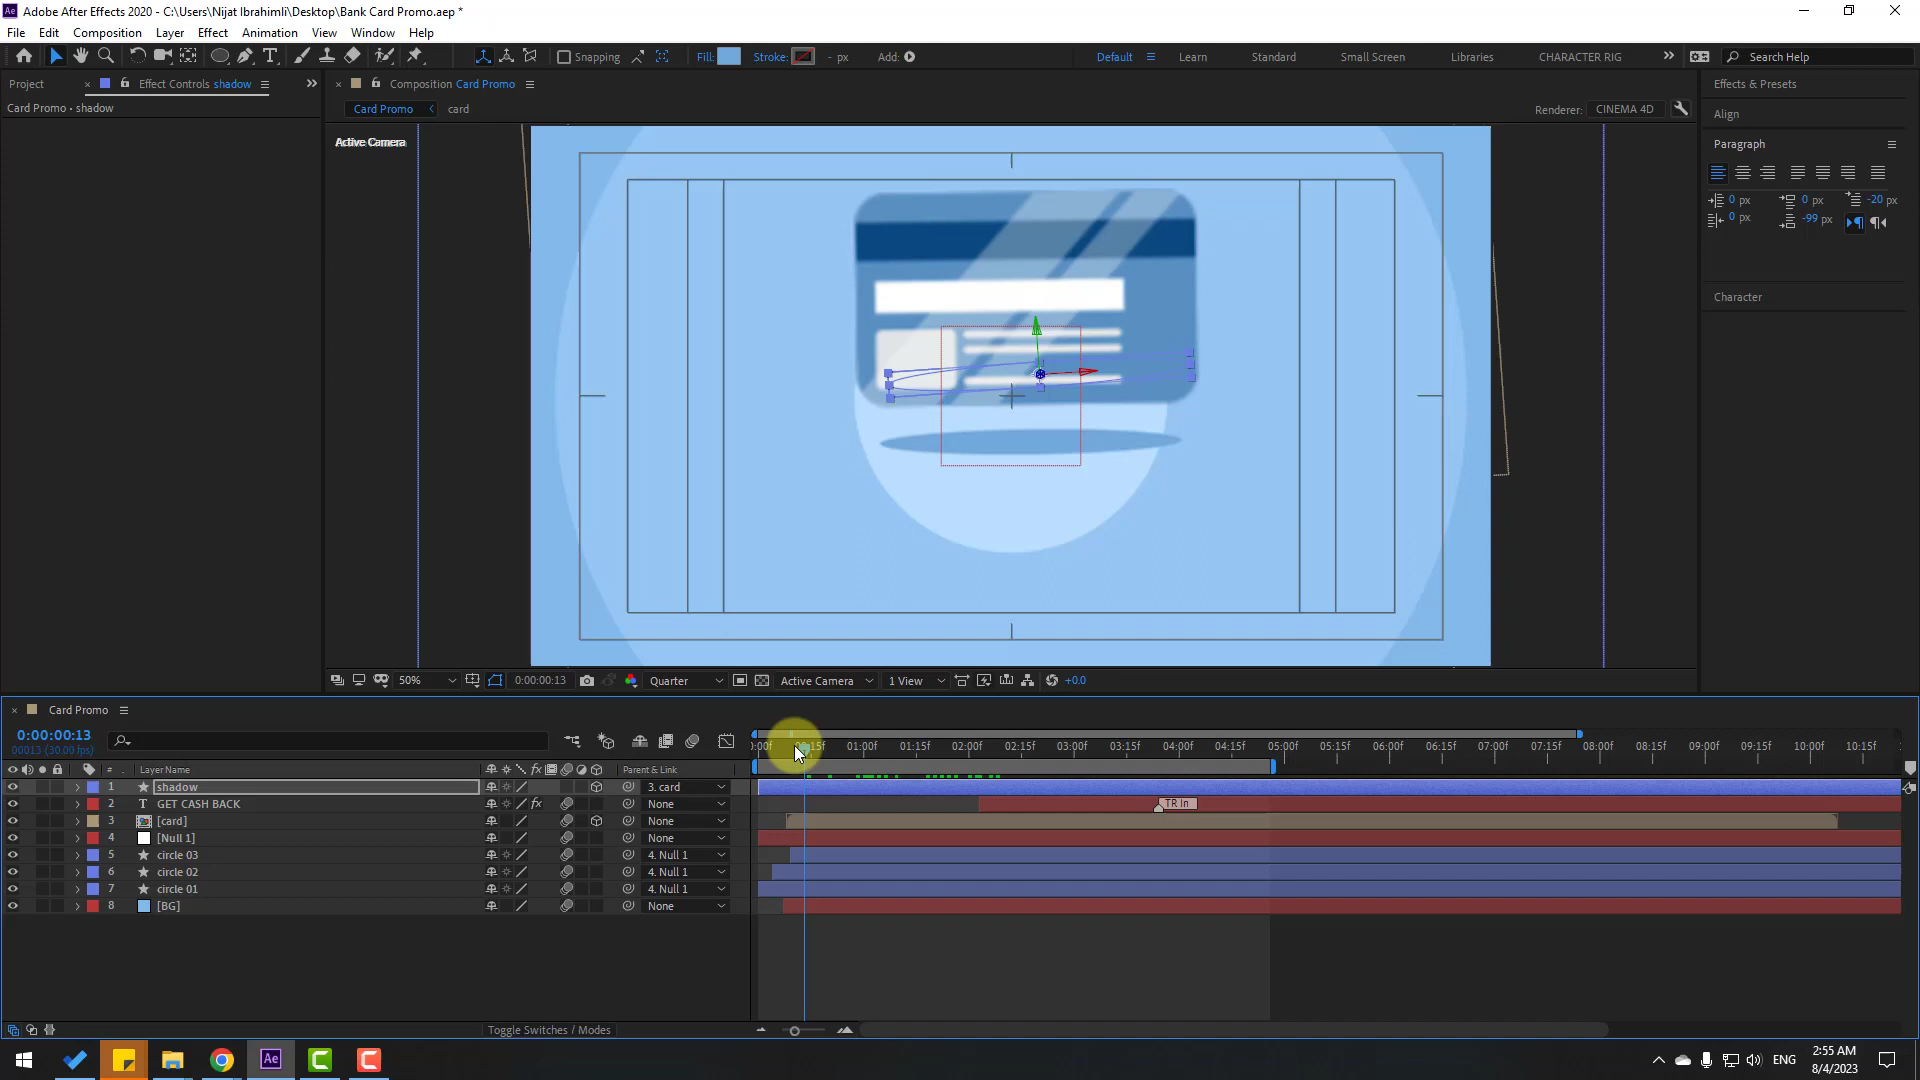 Adobe After Effects 2020 - C:\Users\Nijat Ibrahimli\Desktop\Bank Card Promo.aep *
File Edit Composition Layer Effect Animation View Window Help
Snapping Fill: Stroke: - px Add: Default Learn Standard Small Screen Libraries CHARACTER RIG Search Help
Project Effect Controls shadow Composition Card Promo Effects & Presets
Card Promo • shadow Card Promo card Renderer: CINEMA 4D Align
Active Camera
Paragraph
0 px 0 px -20 px
0 px -99 px
Character
50% 0:00:00:13 Quarter Active Camera 1 View +0.0
Card Promo
0:00:00:13
00013 (30.00 fps)
00:15f 01:00f 01:15f 02:00f 02:15f 03:00f 03:15f 04:00f 04:15f 05:00f 05:15f 06:00f 06:15f 07:00f 07:15f 08:00f 08:15f 09:00f 09:15f 10:00f 10:15f
# Layer Name fx Parent & Link
1 shadow 3. card
2 T GET CASH BACK fx None TR In
3 [card] None
4 [Null 1] None
5 circle 03 4. Null 1
6 circle 02 4. Null 1
7 circle 01 4. Null 1
8 [BG] None
Toggle Switches / Modes
ENG 2:55 AM
8/4/2023